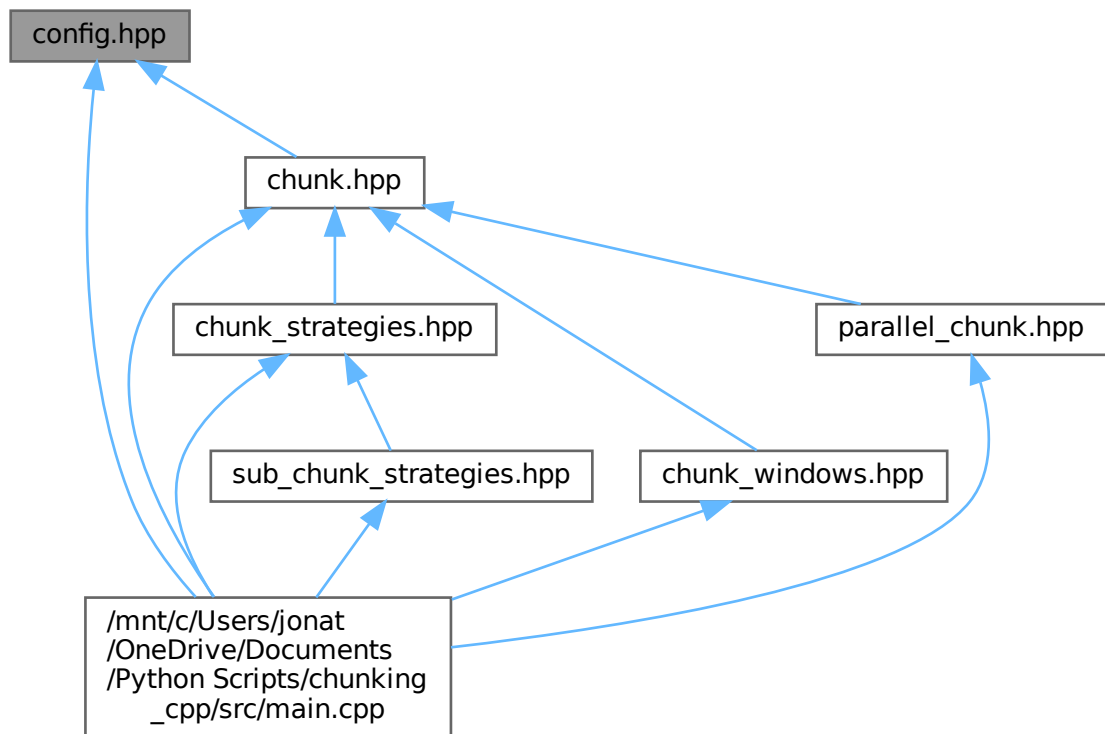 config.hpp
chunk.hpp
chunk_strategies.hpp
parallel_chunk.hpp
sub_chunk_strategies.hpp
chunk_windows.hpp
/mnt/c/Users/jonat
/OneDrive/Documents
/Python Scripts/chunking
_cpp/src/main.cpp